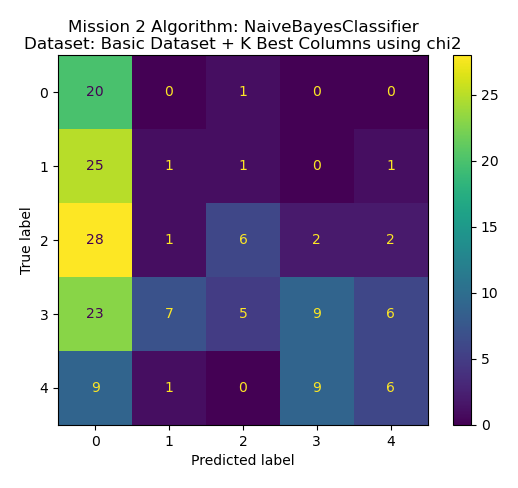 Mission 2 Algorithm: NaiveBayesClassifier
Dataset: Basic Dataset + K Best Columns using chi2
0 20 0 1 0 0
1 25 1 1 0 1
2 28 1 6 2 2
3 23 7 5 9 6
4 9 1 0 9 6
0 1 2 3 4
True label
Predicted label
25
20
15
10
5
0